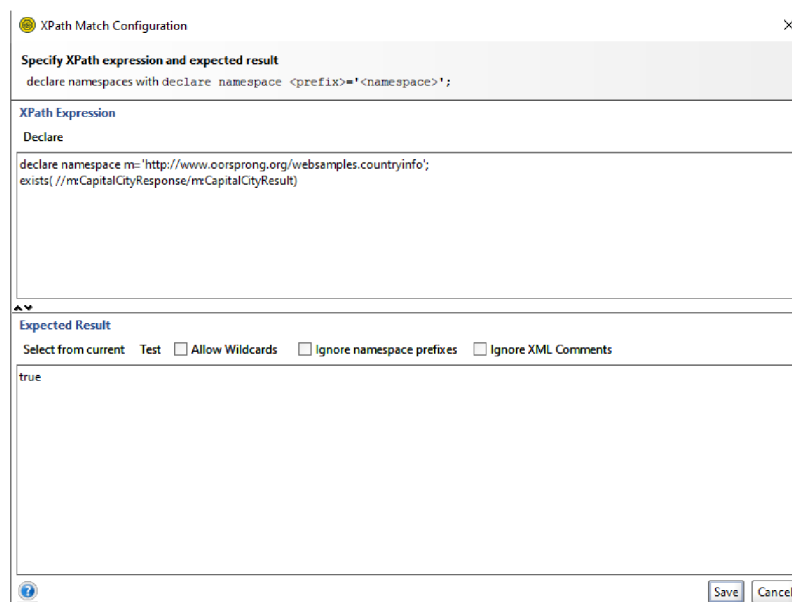 XPath Match Configuration
Specify XPath expression and expected result
declare namespaces with declare namespace <prefix>='<namespace>';
XPath Expression
Declare
declare namespace m='http://www.oorsprong.org/websamples.countryinfo';
exists( //m:CapitalCityResponse/m:CapitalCityResult)
Expected Result
Select from current Test Allow Wildcards Ignore namespace prefixes Ignore XML Comments
true
Save Cancel